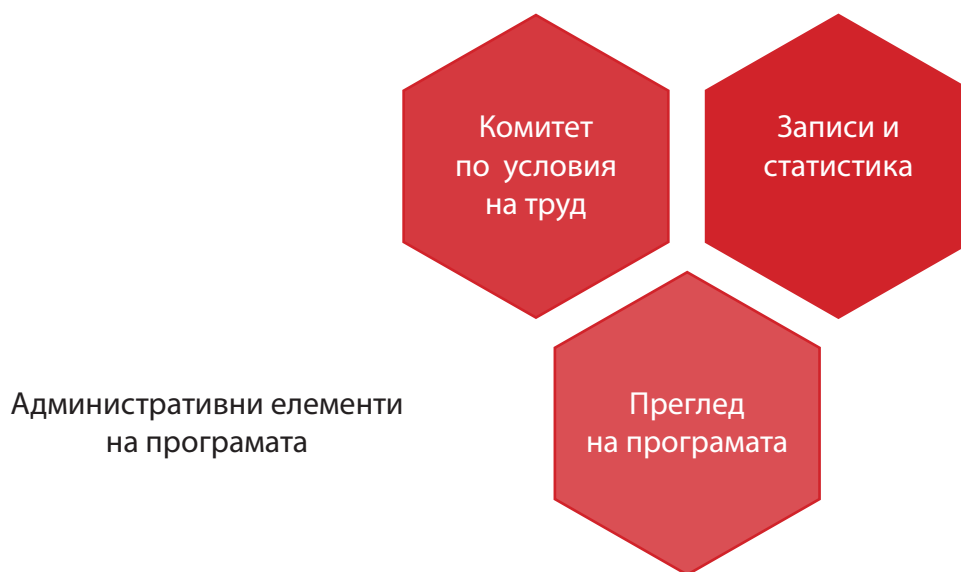 Комитет
по условия
на труд
Записи и
статистика
Преглед
на програмата
Административни елементи
на програмата